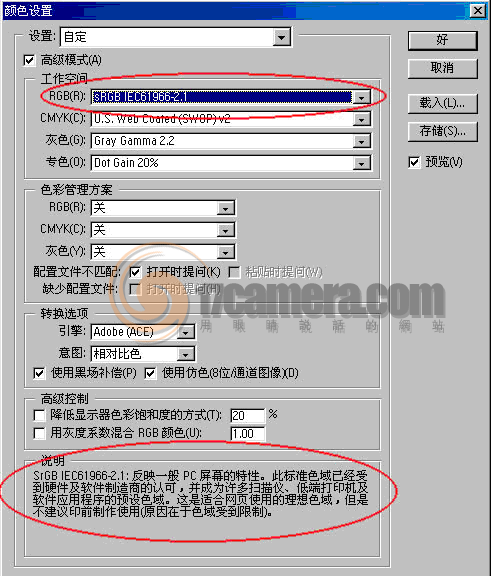 颜色设置
设置: 自定
好
高级模式(A)
取消
工作空间
RGB(R): sRGB IEC61966-2.1
载入(L)...
CMYK(C): U.S. Web Coated (SWOP) v2
存储(S)...
灰色(G): Gray Gamma 2.2
预览(V)
专色(O): Dot Gain 20%
色彩管理方案
RGB(R): 关
CMYK(C): 关
灰色(Y): 关
配置文件不匹配: 打开时提问(K) 粘贴时提问(W)
缺少配置文件: 打开时提问(H)
17camera.com
用眼睛说话的網站
转换选项
引擎: Adobe (ACE)
意图: 相对比色
使用黑场补偿(P) 使用仿色(8位/通道图像)(D)
高级控制
降低显示器色彩饱和度的方式(T): 20 %
用灰度系数混合 RGB 颜色(U): 1.00
说明
SrGB IEC61966-2.1: 反映一般 PC 屏幕的特性。此标准色域已经受
到硬件及软件制造商的认可，并成为许多扫描仪、低端打印机及
软件应用程序的预设色域。这是适合网页使用的理想色域，但是
不建议印前制作使用(原因在于色域受到限制)。